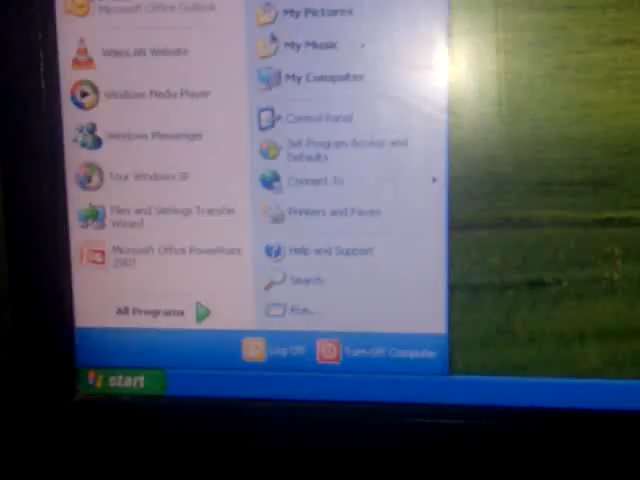 Microsoft Office Outlook
VideoLAN Website
Windows Media Player
Windows Messenger
Tour Windows XP
Files and Settings Transfer
Wizard
Microsoft Office PowerPoint
2007
All Programs
My Pictures
My Music
My Computer
Control Panel
Set Program Access and
Defaults
Connect To
Printers and Faxes
Help and Support
Search
Run...
Log Off
Turn Off Computer
start